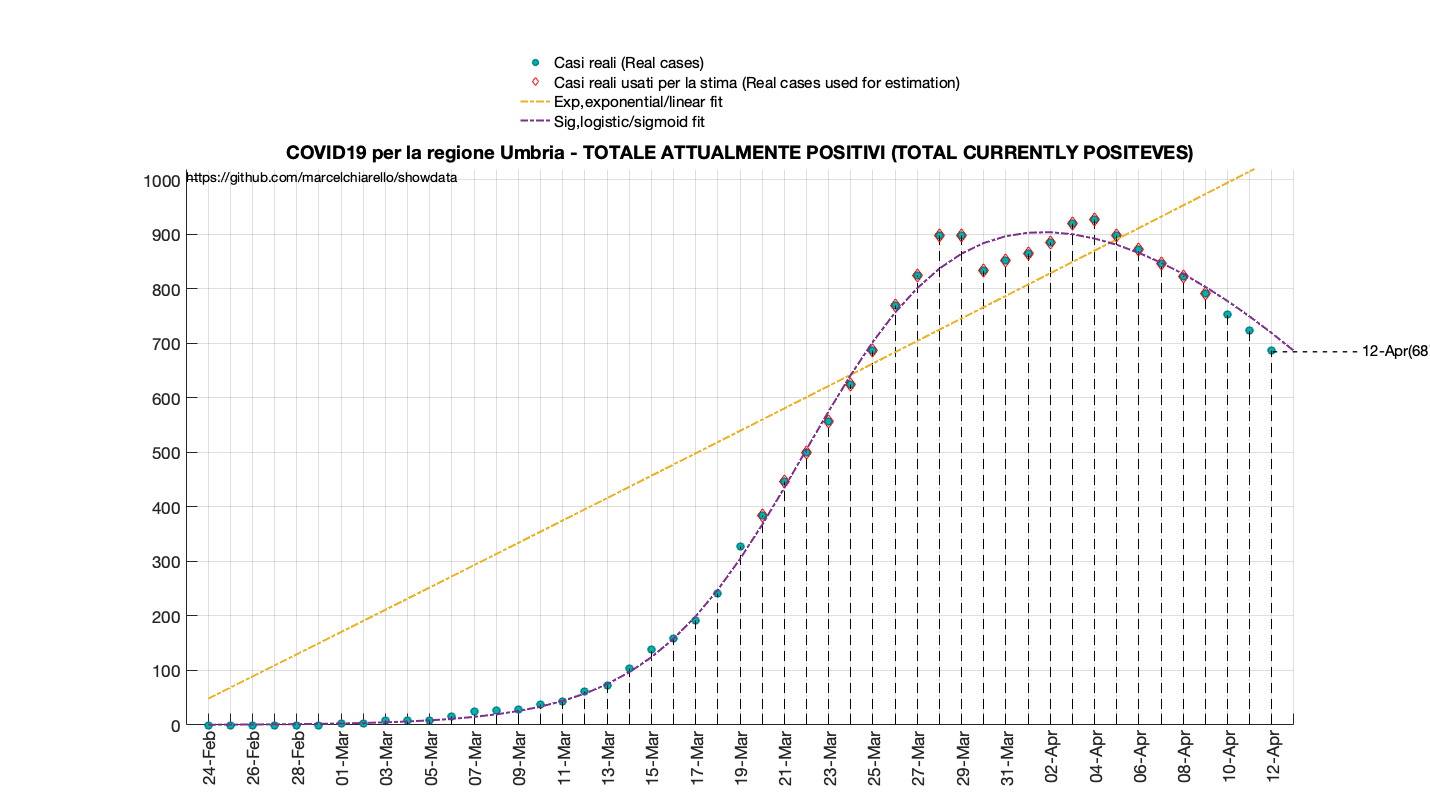 Casi reali (Real cases)
Casi reali usati per la stima (Real cases used for estimation)
Exp,exponential/linear fit
Sig,logistic/sigmoid fit
COVID19 per la regione Umbria - TOTALE ATTUALMENTE POSITIVI (TOTAL CURRENTLY POSITEVES)
https://github.com/marcelchiarello/showdata
1000
900
800
700
600
500
400
300
200
100
0
12-Apr(68
24-Feb
26-Feb
28-Feb
01-Mar
03-Mar
05-Mar
07-Mar
09-Mar
11-Mar
13-Mar
15-Mar
17-Mar
19-Mar
21-Mar
23-Mar
25-Mar
27-Mar
29-Mar
31-Mar
02-Apr
04-Apr
06-Apr
08-Apr
10-Apr
12-Apr